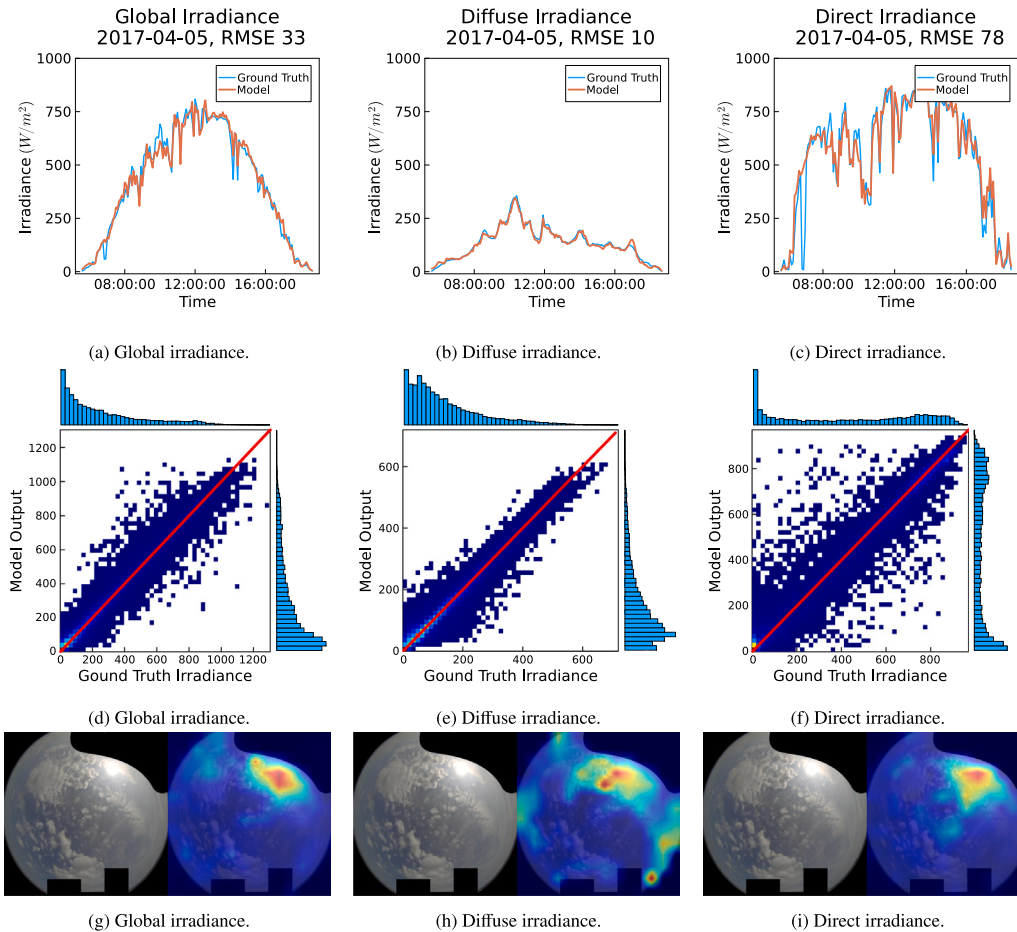 Global Irradiance
2017-04-05, RMSE 33
1000
750
500
250
0
Irradiance (W/m²)
Ground Truth
Model
08:00:00 12:00:00 16:00:00
Time
(a) Global irradiance.
Diffuse Irradiance
2017-04-05, RMSE 10
1000
750
500
250
0
Irradiance (W/m²)
Ground Truth
Model
08:00:00 12:00:00 16:00:00
Time
(b) Diffuse irradiance.
Direct Irradiance
2017-04-05, RMSE 78
1000
750
500
250
0
Irradiance (W/m²)
Ground Truth
Model
08:00:00 12:00:00 16:00:00
Time
(c) Direct irradiance.
1200
1000
800
600
400
200
0
Model Output
0 200 400 600 800 1000 1200
Gound Truth Irradiance
(d) Global irradiance.
600
400
200
0
Model Output
0 200 400 600
Gound Truth Irradiance
(e) Diffuse irradiance.
800
600
400
200
0
Model Output
0 200 400 600 800
Gound Truth Irradiance
(f) Direct irradiance.
(g) Global irradiance.
(h) Diffuse irradiance.
(i) Direct irradiance.